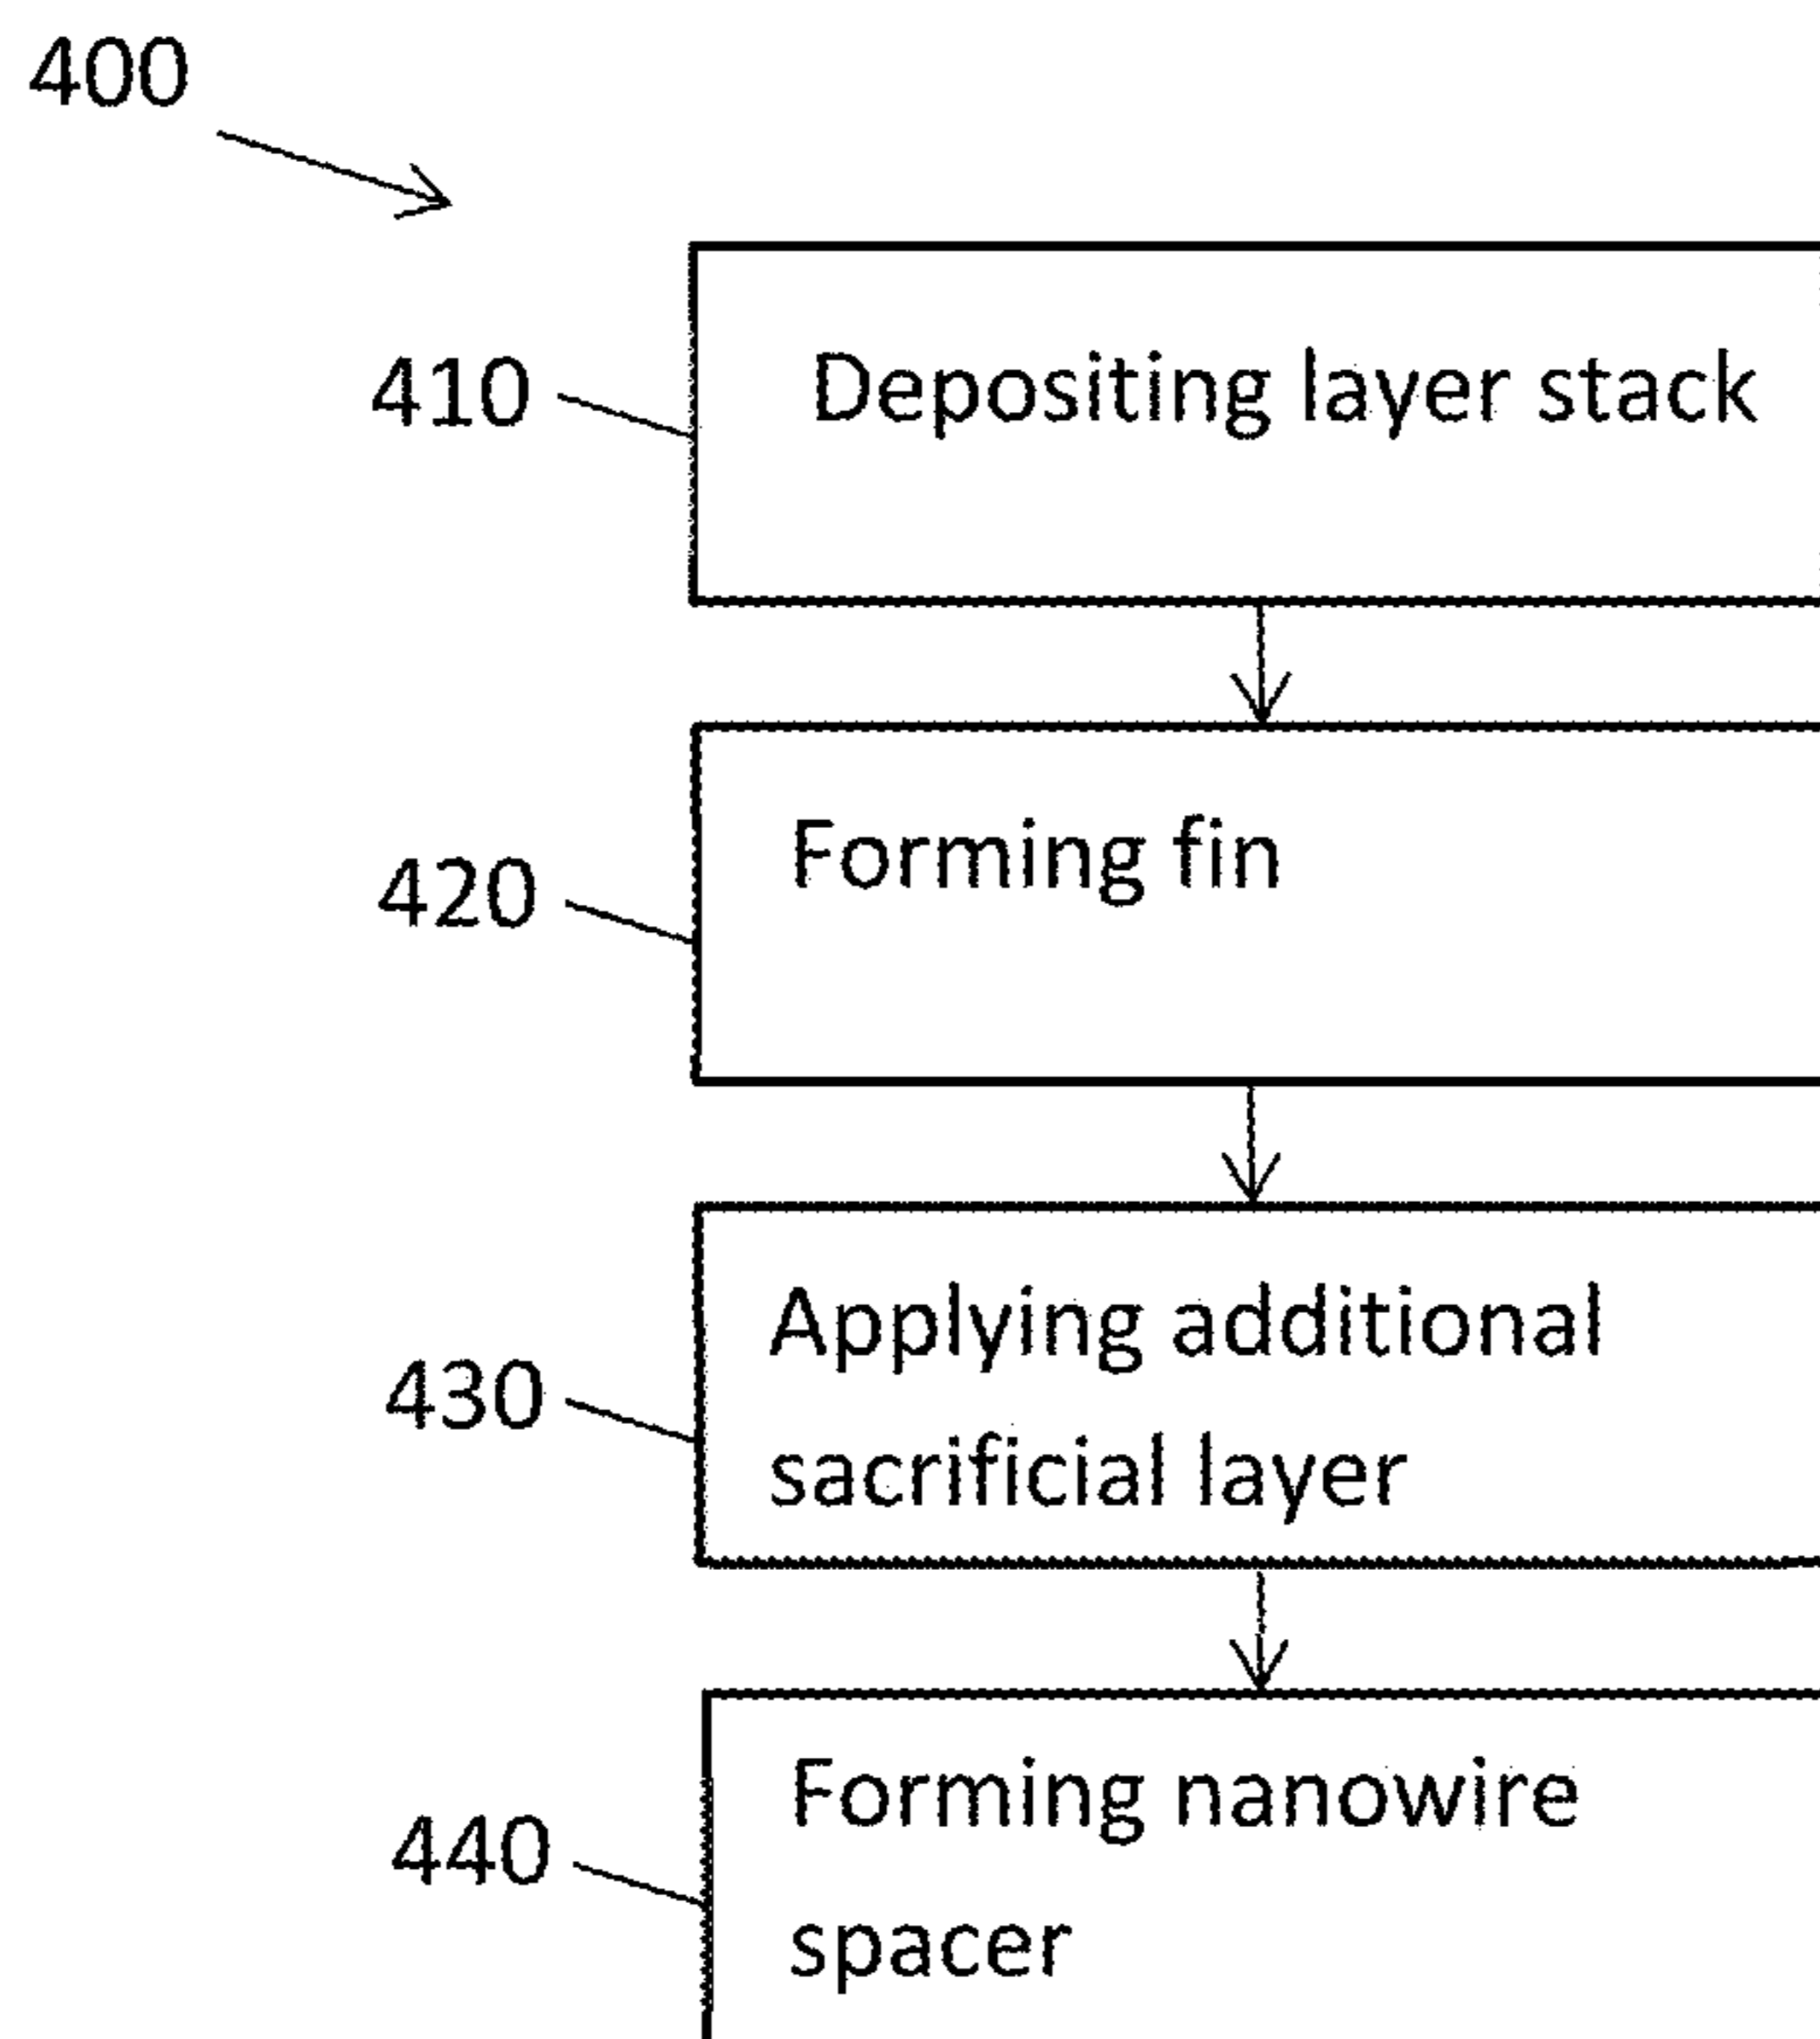 400
410
Depositing layer stack
420
Forming fin
430
Applying additional
sacrificial layer
440
Forming nanowire
spacer